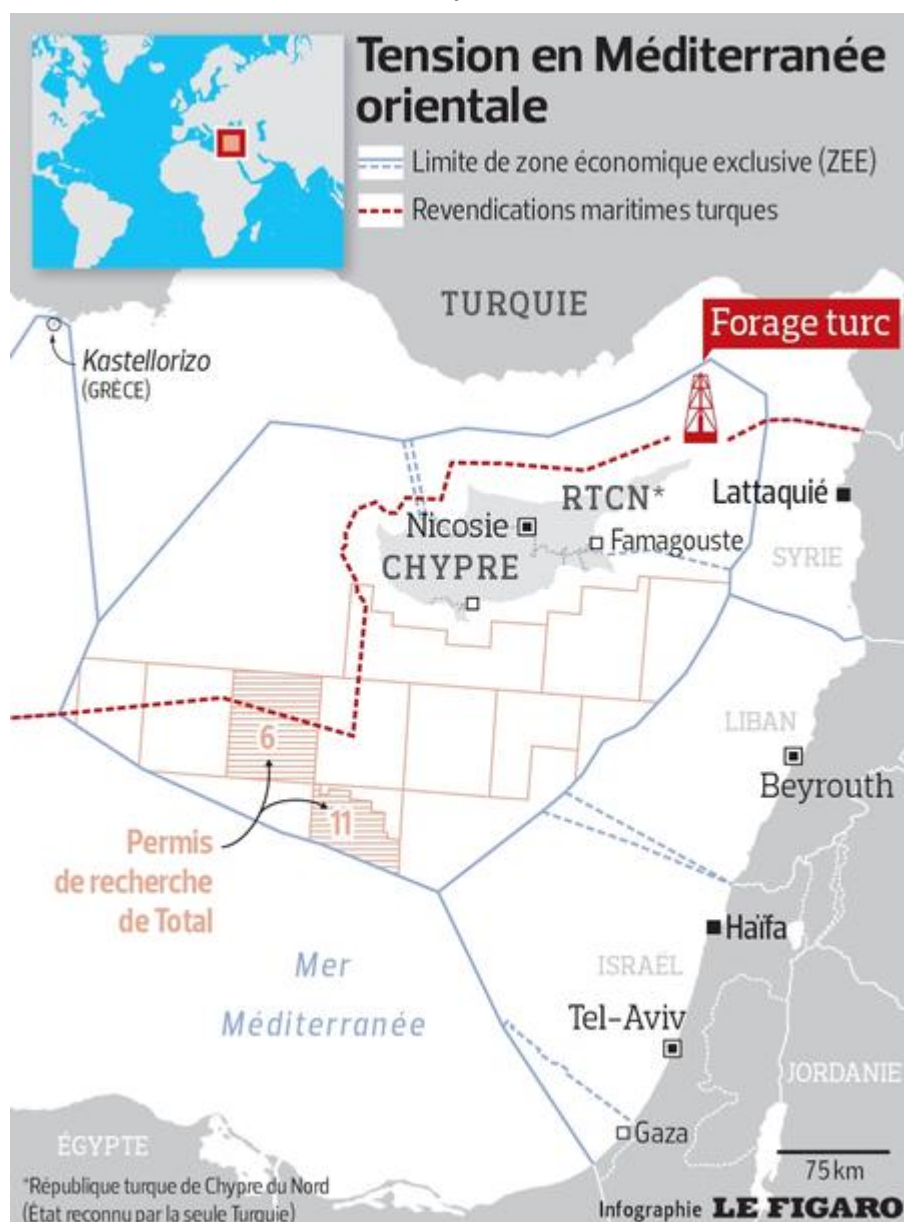 Tension en Méditerranée
orientale
Limite de zone économique exclusive (ZEE)
Revendications maritimes turques
TURQUIE
Forage turc
Kastellorizo
(GRÈCE)
RTCN*
Lattaquié
Nicosie
Famagouste
CHYPRE
SYRIE
6
LIBAN
Beyrouth
11
Permis
de recherche
de Total
Haïfa
Mer
Méditerranée
ISRAËL
Tel-Aviv
JORDANIE
Gaza
ÉGYPTE
75 km
*République turque de Chypre du Nord
(État reconnu par la seule Turquie)
Infographie LE FIGARO